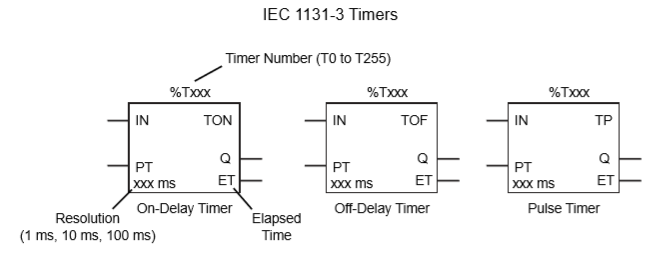 IEC 1131-3 Timers
Timer Number (T0 to T255)
%Txxx
IN TON
Q
PT
xxx ms ET
On-Delay Timer
Resolution
(1 ms, 10 ms, 100 ms)
Elapsed
Time
%Txxx
IN TOF
Q
PT
xxx ms ET
Off-Delay Timer
%Txxx
IN TP
Q
PT
xxx ms ET
Pulse Timer